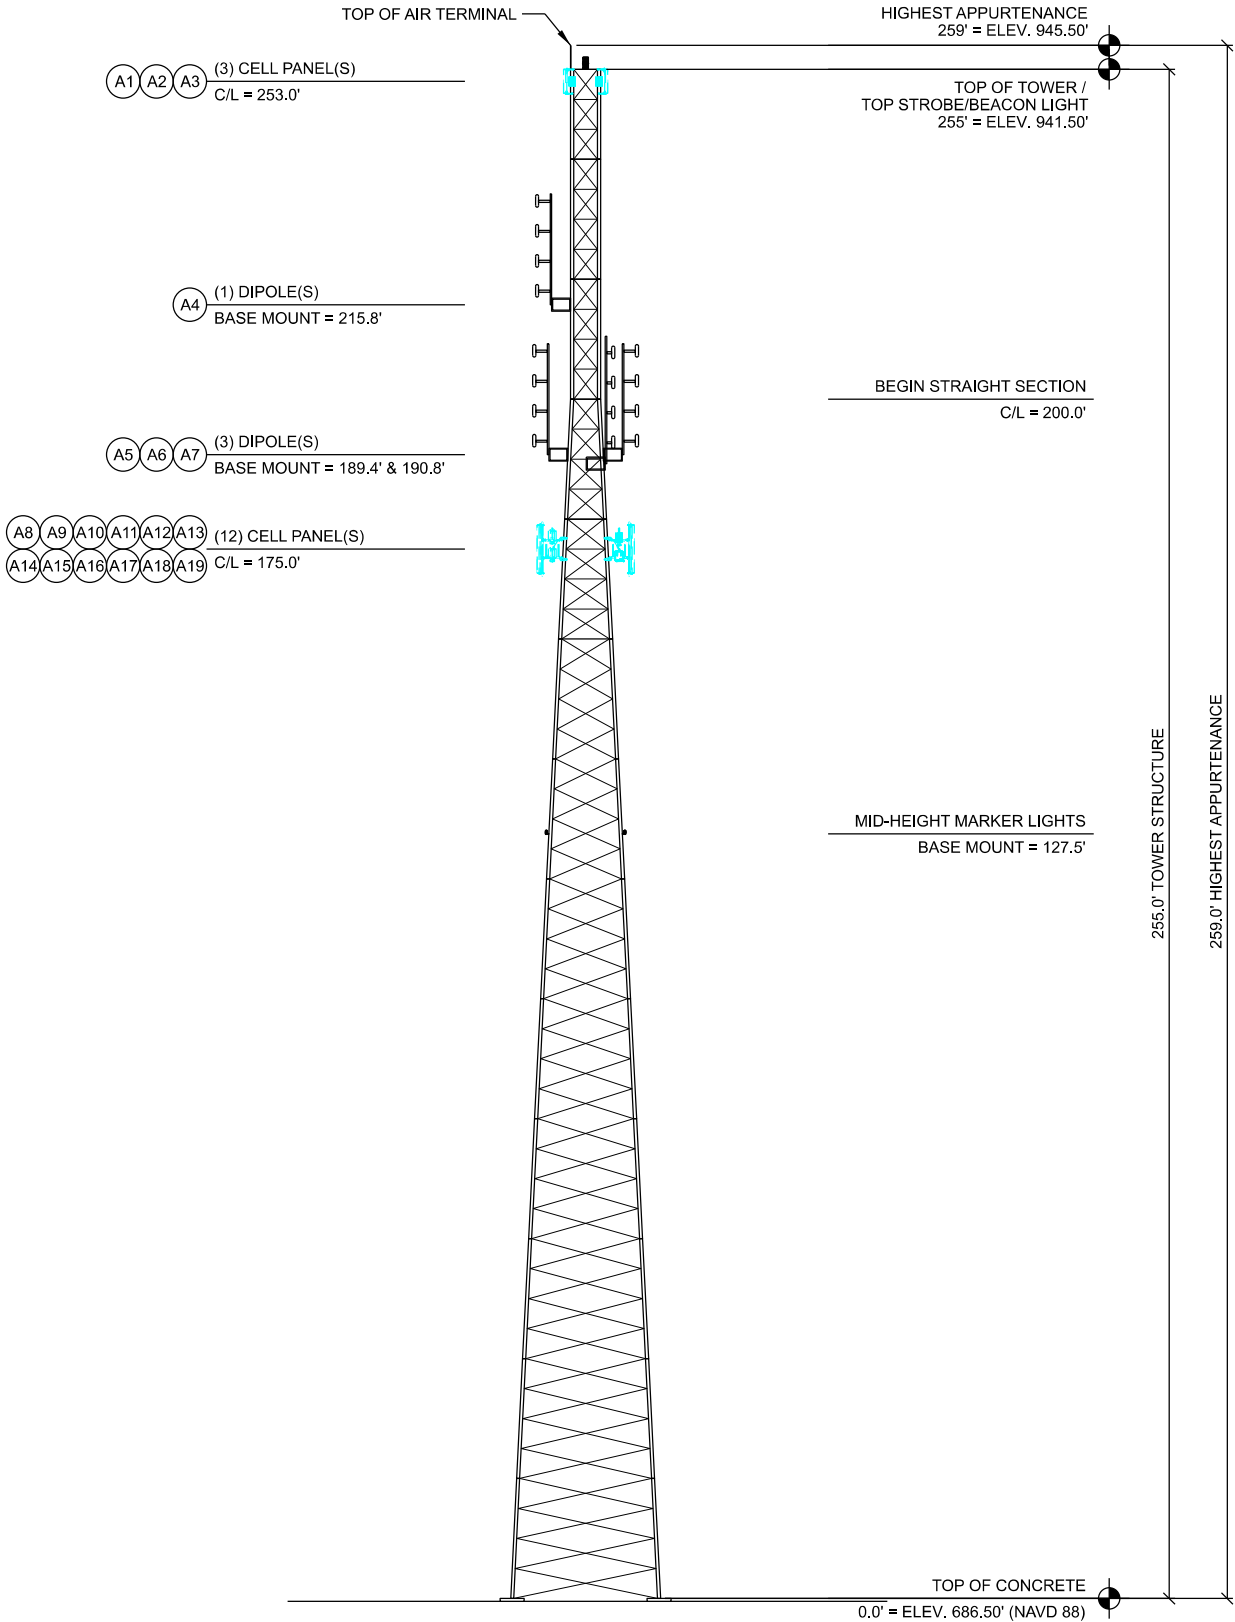 TOP OF AIR TERMINAL
HIGHEST APPURTENANCE
259' = ELEV. 945.50'
A1 A2 A3
(3) CELL PANEL(S)
C/L = 253.0'
TOP OF TOWER /
TOP STROBE/BEACON LIGHT
255' = ELEV. 941.50'
A4
(1) DIPOLE(S)
BASE MOUNT = 215.8'
BEGIN STRAIGHT SECTION
C/L = 200.0'
A5 A6 A7
(3) DIPOLE(S)
BASE MOUNT = 189.4' & 190.8'
A8 A9 A10 A11 A12 A13
A14 A15 A16 A17 A18 A19
(12) CELL PANEL(S)
C/L = 175.0'
MID-HEIGHT MARKER LIGHTS
BASE MOUNT = 127.5'
255.0' TOWER STRUCTURE
259.0' HIGHEST APPURTENANCE
TOP OF CONCRETE
0.0' = ELEV. 686.50' (NAVD 88)